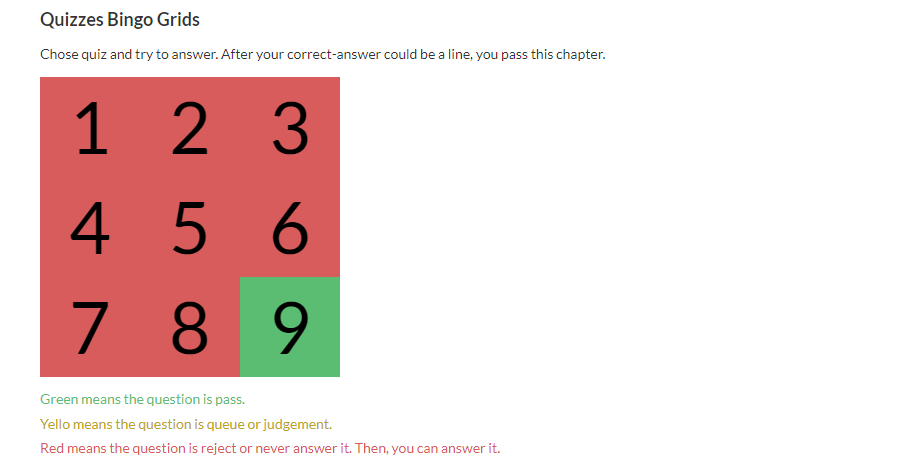 Quizzes Bingo Grids
Chose quiz and try to answer. After your correct-answer could be a line, you pass this chapter.
1 2 3
4 5 6
7 8 9
Green means the question is pass.
Yello means the question is queue or judgement.
Red means the question is reject or never answer it. Then, you can answer it.